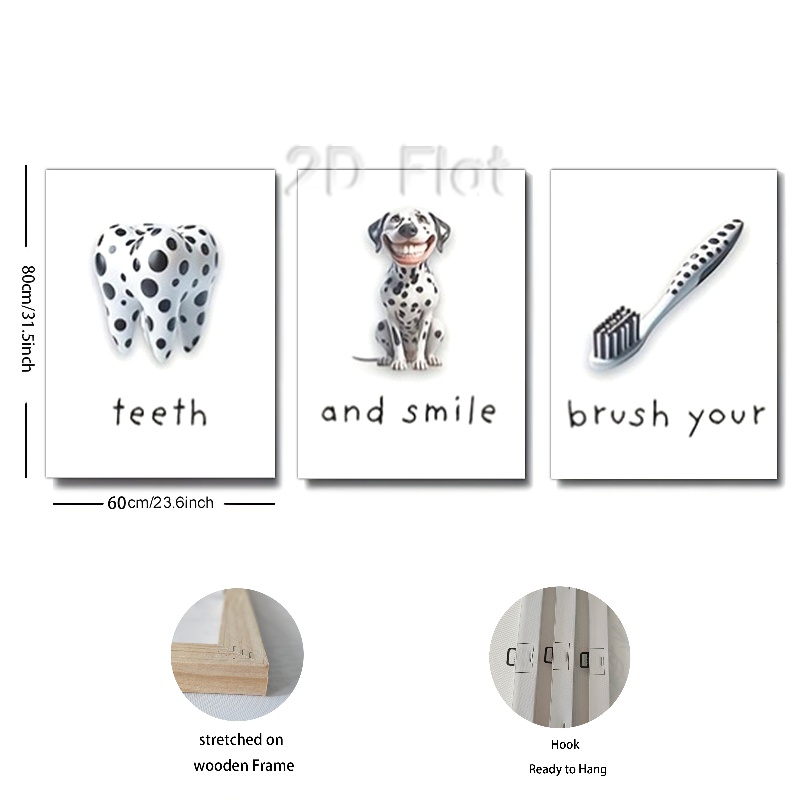 2D Flat
80cm/31.5inch
teeth
and smile
brush your
60cm/23.6inch
stretched on
wooden Frame
Hook
Ready to Hang